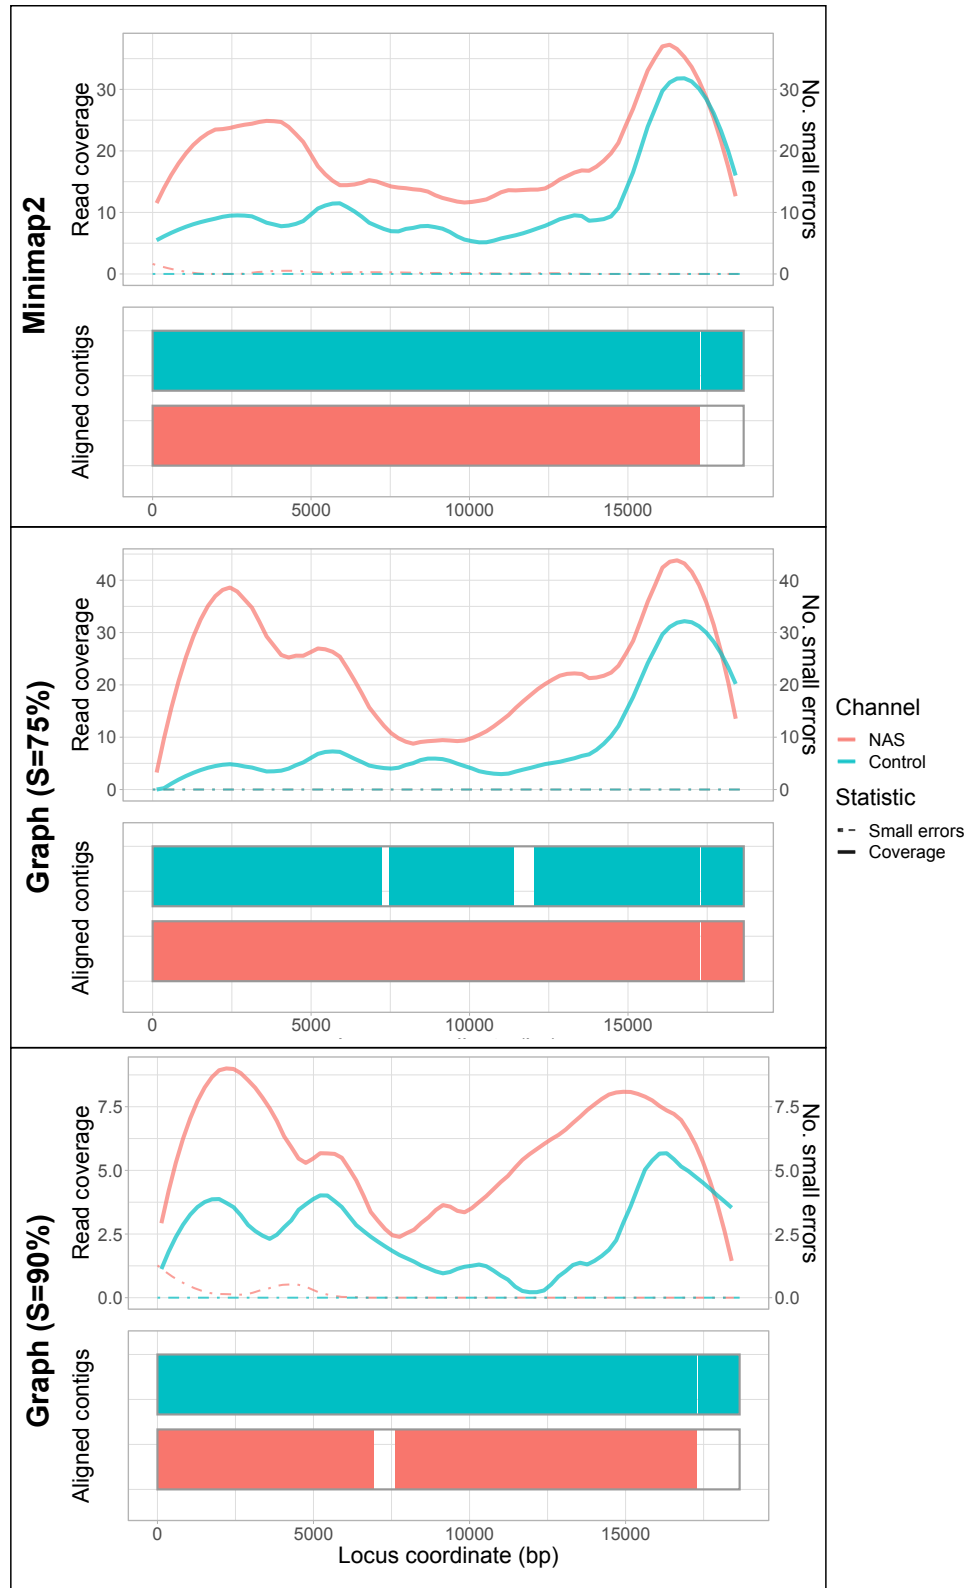 Minimap2
Read coverage
No. small errors
30
20
10
0
30
20
10
0
Aligned contigs
0 5000 10000 15000
Graph (S=75%)
Read coverage
No. small errors
40
30
20
10
0
40
30
20
10
0
Aligned contigs
0 5000 10000 15000
Graph (S=90%)
Read coverage
No. small errors
7.5
5.0
2.5
0.0
7.5
5.0
2.5
0.0
Aligned contigs
0 5000 10000 15000
Locus coordinate (bp)
Channel
NAS
Control
Statistic
Small errors
Coverage